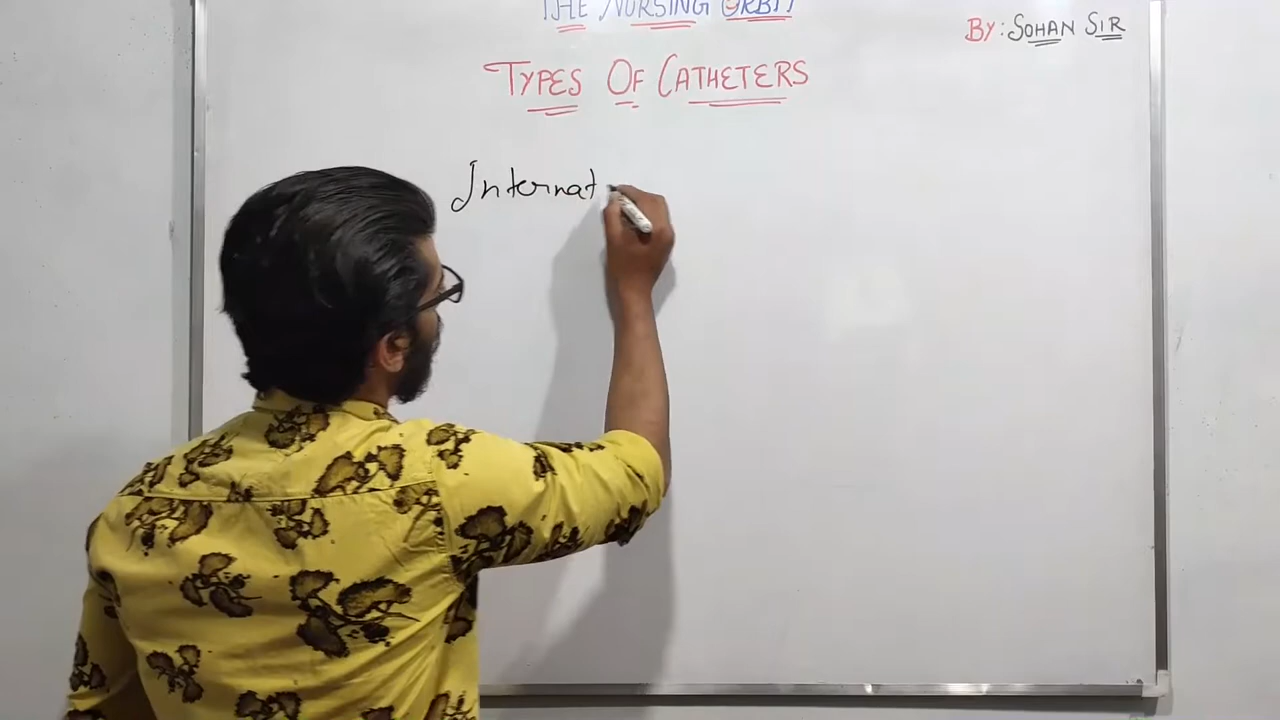 THE NURSING ORBIT
BY: SOHAN SIR
TYPES OF CATHETERS
Internat